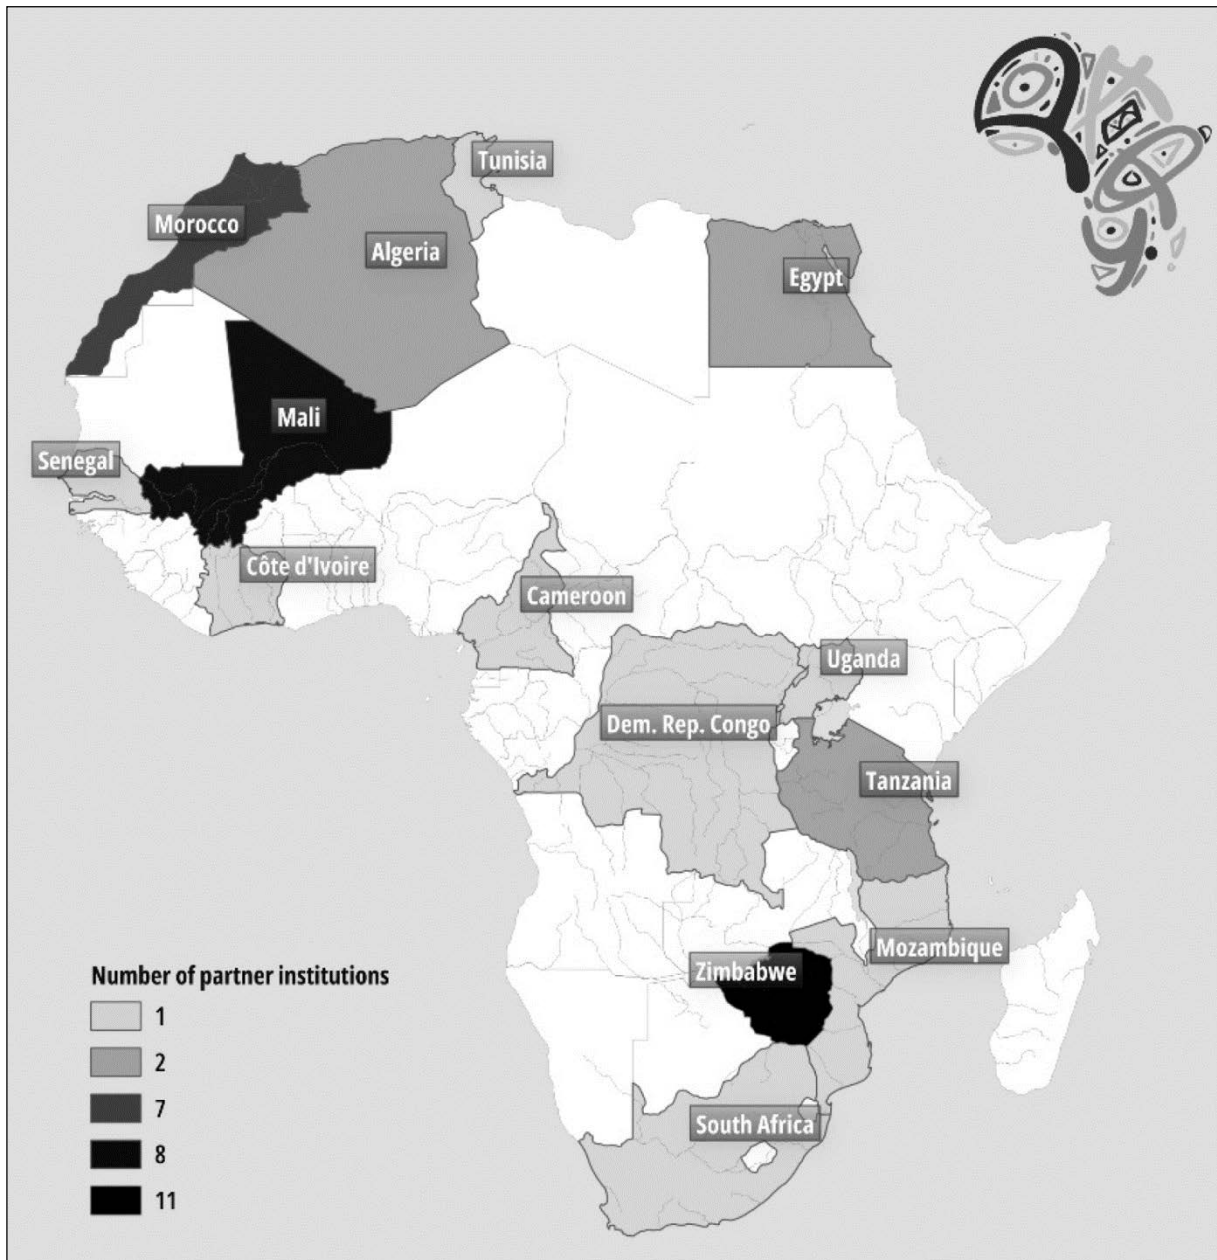 Tunisia
Morocco
Algeria
Egypt
Mali
Senegal
Côte d'Ivoire
Cameroon
Uganda
Dem. Rep. Congo
Tanzania
Mozambique
Zimbabwe
South Africa
Number of partner institutions
1
2
7
8
11